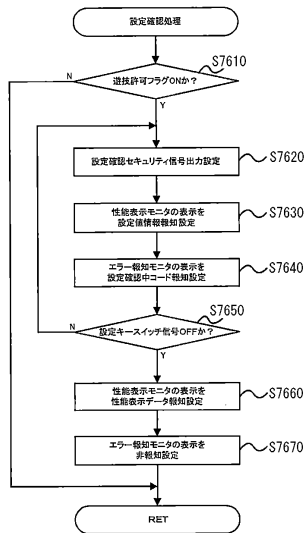 設定確認処理
S7610
遊技許可フラグONか?
N
Y
設定確認セキュリティ信号出力設定
S7620
性能表示モニタの表示を
設定値情報報知設定
S7630
エラー報知モニタの表示を
設定確認中コード報知設定
S7640
S7650
設定キースイッチ信号OFFか?
N
Y
性能表示モニタの表示を
性能表示データ報知設定
S7660
エラー報知モニタの表示を
非報知設定
S7670
RET